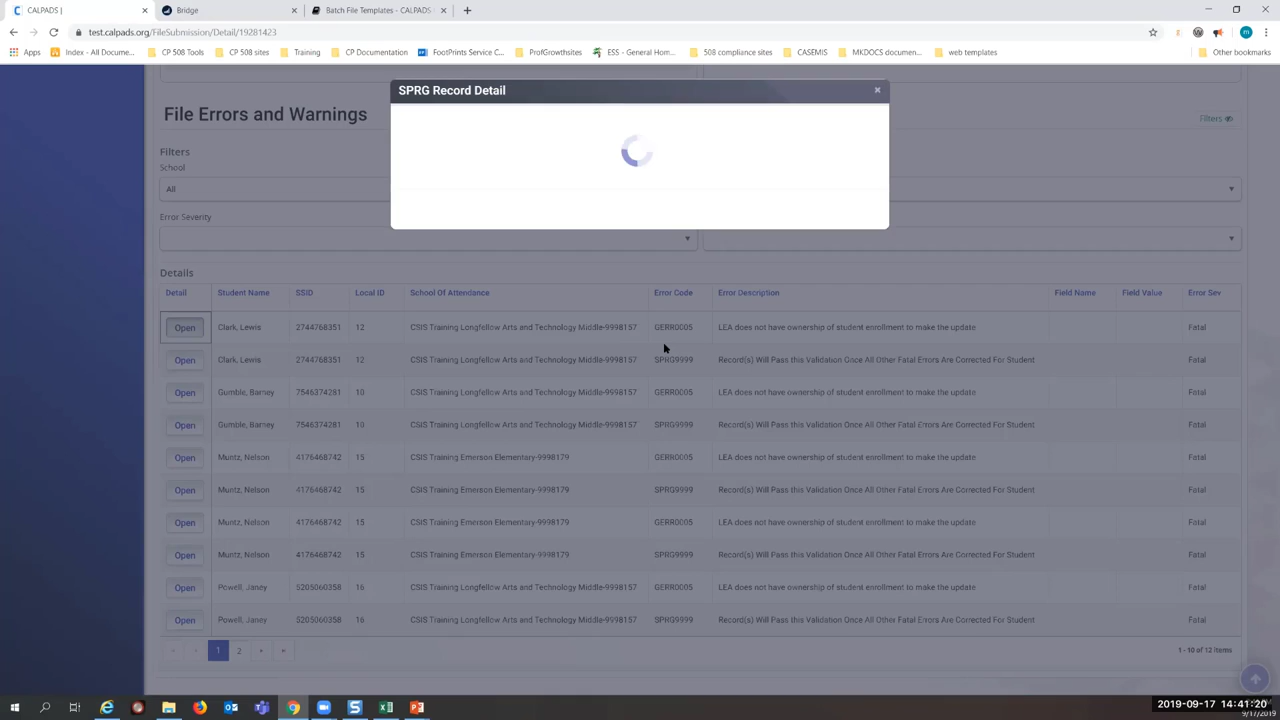 CALPADS |
Bridge
Batch File Templates - CALPADS
test.calpads.org/FileSubmission/Detail/19281423
Apps
Index - All Docume...
CP 508 Tools
CP 508 sites
Training
CP Documentation
FootPrints Service C...
ProfGrowthsites
ESS - General Hom...
508 compliance sites
CASEMIS
MKDOCS documen...
web templates
Other bookmarks
SPRG Record Detail
File Errors and Warnings
Filters
Filters
School
All
Error Severity
Details
Detail Student Name SSID Local ID School Of Attendance Error Code Error Description Field Name Field Value Error Sev
Open Clark, Lewis 2744768351 12 CSIS Training Longfellow Arts and Technology Middle-9998157 GERR0005 LEA does not have ownership of student enrollment to make the update Fatal
Open Clark, Lewis 2744768351 12 CSIS Training Longfellow Arts and Technology Middle-9998157 SPRG9999 Record(s) Will Pass this Validation Once All Other Fatal Errors Are Corrected For Student Fatal
Open Gumble, Barney 7546374281 10 CSIS Training Longfellow Arts and Technology Middle-9998157 GERR0005 LEA does not have ownership of student enrollment to make the update Fatal
Open Gumble, Barney 7546374281 10 CSIS Training Longfellow Arts and Technology Middle-9998157 SPRG9999 Record(s) Will Pass this Validation Once All Other Fatal Errors Are Corrected For Student Fatal
Open Muntz, Nelson 4176468742 15 CSIS Training Emerson Elementary-9998179 GERR0005 LEA does not have ownership of student enrollment to make the update Fatal
Open Muntz, Nelson 4176468742 15 CSIS Training Emerson Elementary-9998179 SPRG9999 Record(s) Will Pass this Validation Once All Other Fatal Errors Are Corrected For Student Fatal
Open Muntz, Nelson 4176468742 15 CSIS Training Emerson Elementary-9998179 GERR0005 LEA does not have ownership of student enrollment to make the update Fatal
Open Muntz, Nelson 4176468742 15 CSIS Training Emerson Elementary-9998179 SPRG9999 Record(s) Will Pass this Validation Once All Other Fatal Errors Are Corrected For Student Fatal
Open Powell, Janey 5205060358 16 CSIS Training Longfellow Arts and Technology Middle-9998157 GERR0005 LEA does not have ownership of student enrollment to make the update Fatal
Open Powell, Janey 5205060358 16 CSIS Training Longfellow Arts and Technology Middle-9998157 SPRG9999 Record(s) Will Pass this Validation Once All Other Fatal Errors Are Corrected For Student Fatal
1 2
1 - 10 of 12 items
2019-09-17 14:41:20
9/17/2019